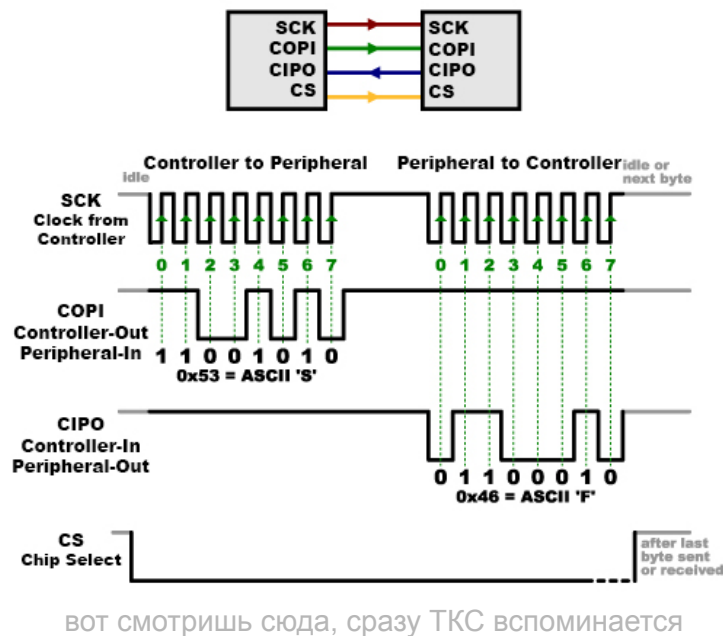 SCK SCK
COPI COPI
CIPO CIPO
CS CS
Controller to Peripheral Peripheral to Controller
idle
idle or
next byte
SCK
Clock from
Controller
0 1 2 3 4 5 6 7 0 1 2 3 4 5 6 7
COPI
Controller-Out
Peripheral-In
1 1 0 0 1 0 1 0
0x53 = ASCII 'S'
CIPO
Controller-In
Peripheral-Out
0 1 1 0 0 0 1 0
0x46 = ASCII 'F'
CS
Chip Select
after last
byte sent
or received
вот смотришь сюда, сразу ТКС вспоминается